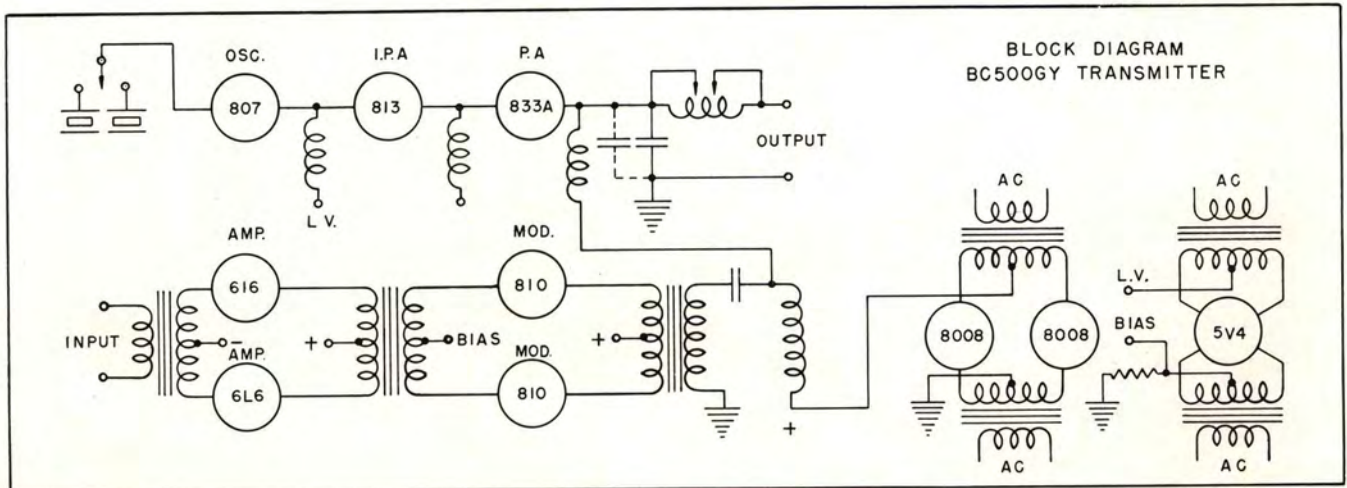 BLOCK DIAGRAM
BC500GY TRANSMITTER
OSC.
I.P.A
P.A
807
813
833A
OUTPUT
L.V.
AC
AC
AMP.
MOD.
616
810
L.V.
INPUT
-
+
BIAS
+
8008
8008
BIAS
5V4
AMP.
MOD.
6L6
810
+
AC
AC